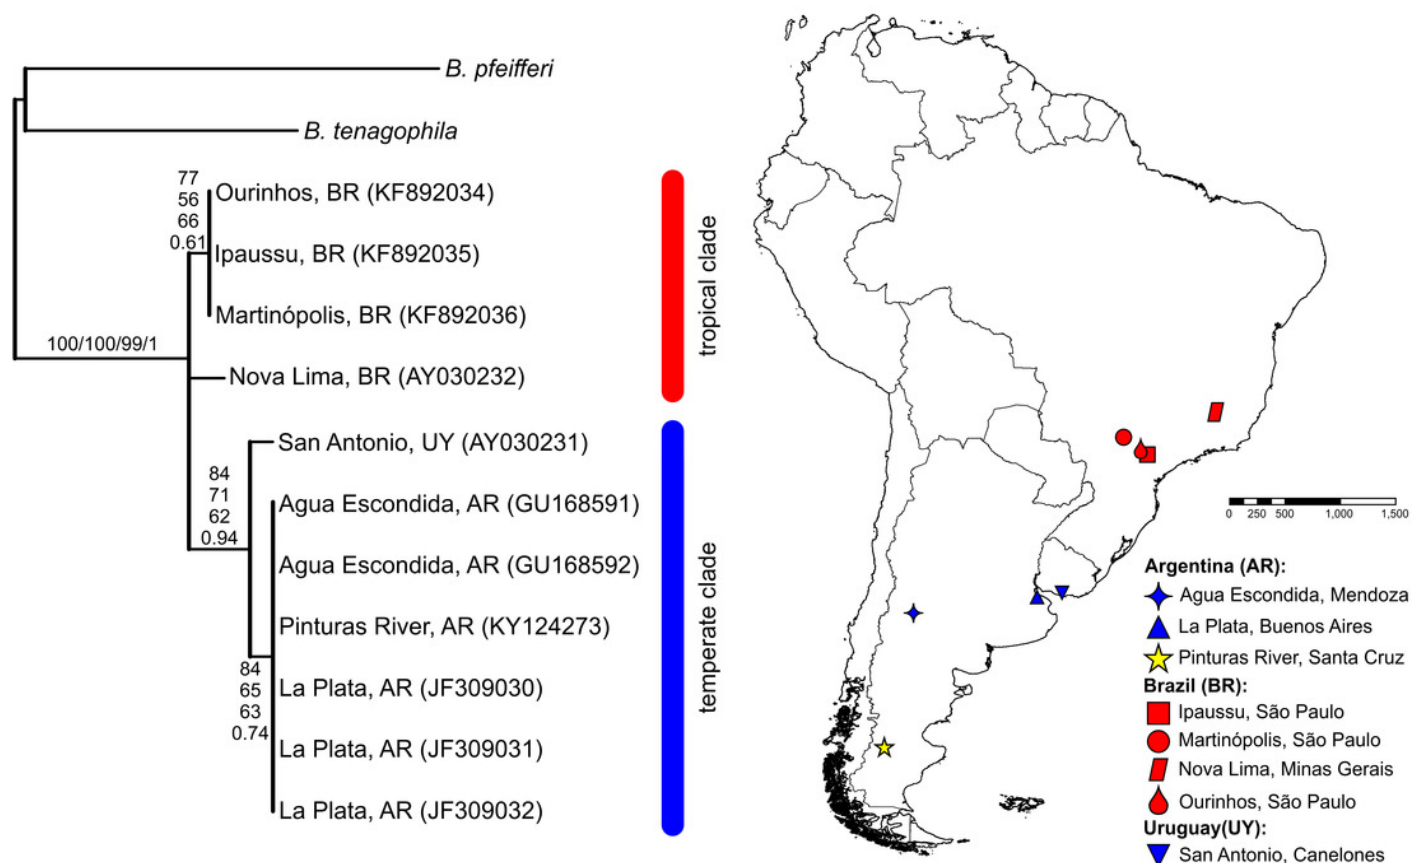 B. pfeifferi
B. tenagophila
77
56
66
0.61
Ourinhos, BR (KF892034)
Ipaussu, BR (KF892035)
Martinópolis, BR (KF892036)
100/100/99/1
Nova Lima, BR (AY030232)
tropical clade
San Antonio, UY (AY030231)
84
71
62
0.94
Agua Escondida, AR (GU168591)
Agua Escondida, AR (GU168592)
Pinturas River, AR (KY124273)
84
65
63
0.74
La Plata, AR (JF309030)
La Plata, AR (JF309031)
La Plata, AR (JF309032)
temperate clade
0 250 500 1,000 1,500
Argentina (AR):
Agua Escondida, Mendoza
La Plata, Buenos Aires
Pinturas River, Santa Cruz
Brazil (BR):
Ipaussu, São Paulo
Martinópolis, São Paulo
Nova Lima, Minas Gerais
Ourinhos, São Paulo
Uruguay(UY):
San Antonio, Canelones